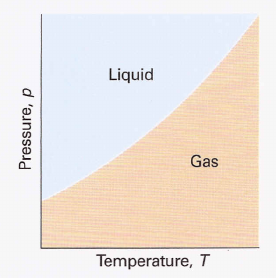 Liquid
Pressure, p
Gas
Temperature, T